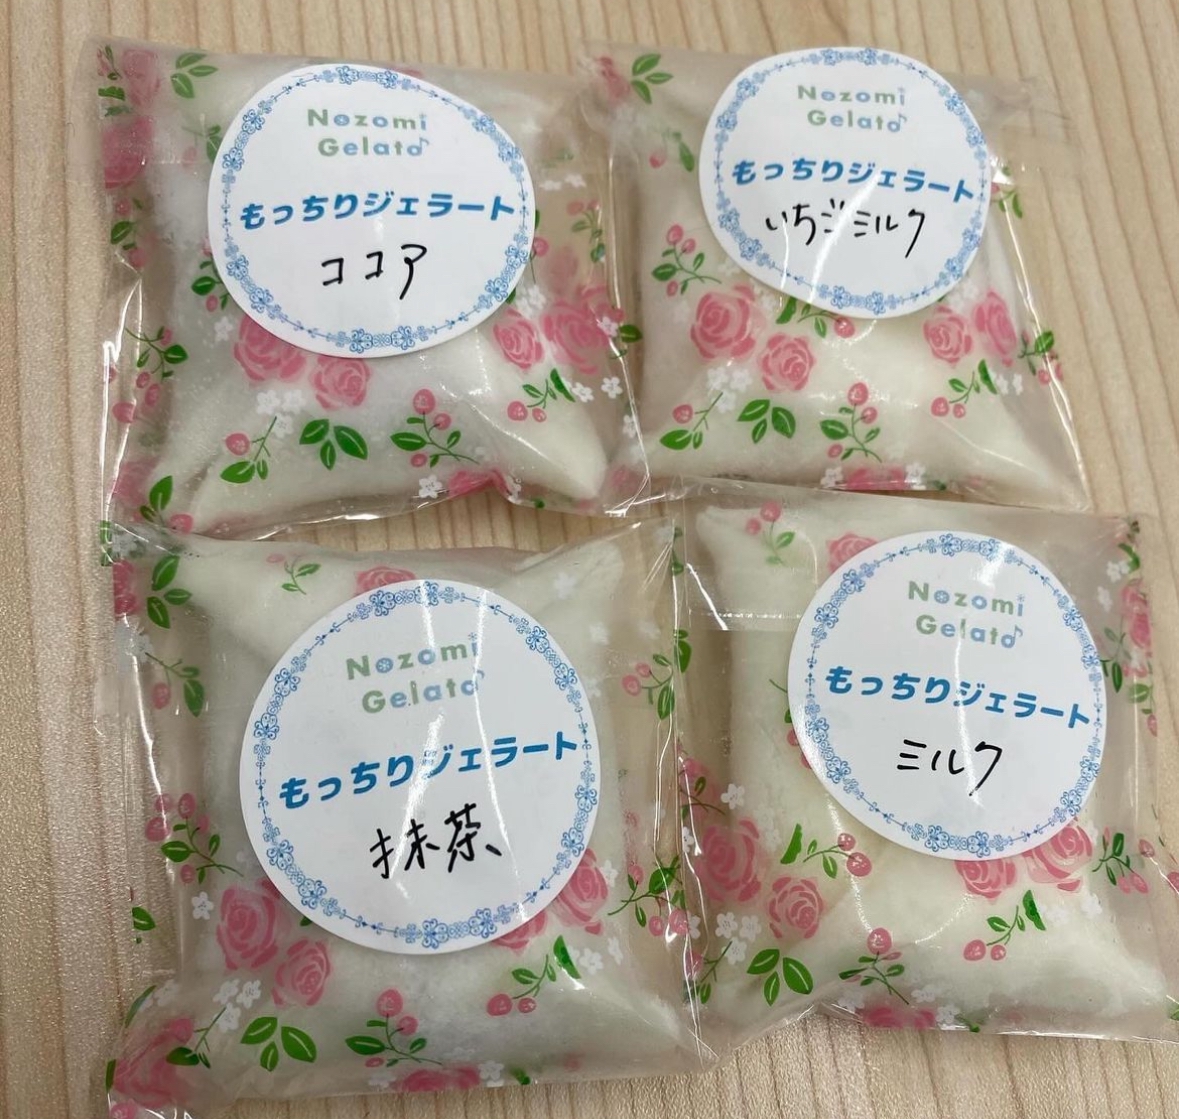 Nozomi
Gelato
もっちりジェラート
ココア
Nozomi
Gelato
もっちりジェラート
いちごミルク
Nozomi
Gelato
もっちりジェラート
抹茶
Nozomi
Gelato
もっちりジェラート
ミルク